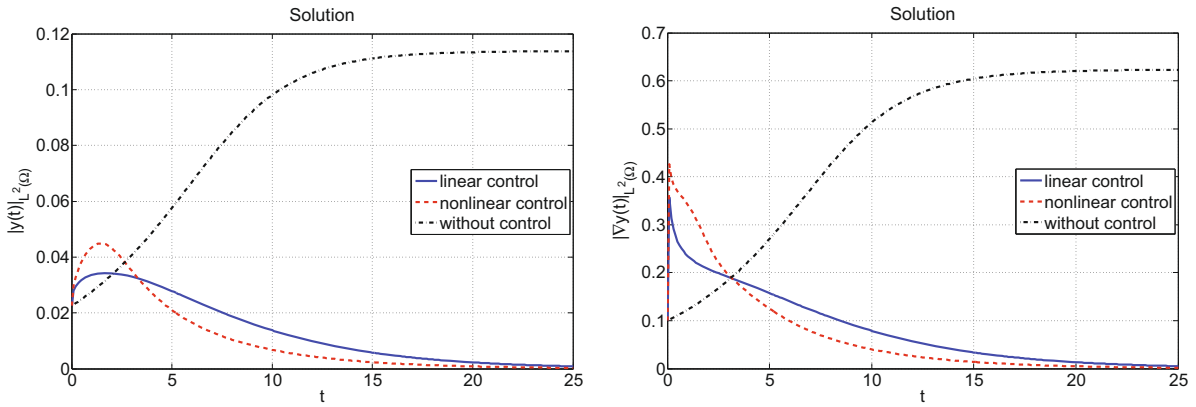 Solution
0.12
0.1
0.08
0.06
0.04
0.02
0
|y(t)|L²(Ω)
linear control
nonlinear control
without control
0 5 10 15 20 25
t
Solution
0.7
0.6
0.5
0.4
0.3
0.2
0.1
0
|∇y(t)|L²(Ω)
linear control
nonlinear control
without control
0 5 10 15 20 25
t